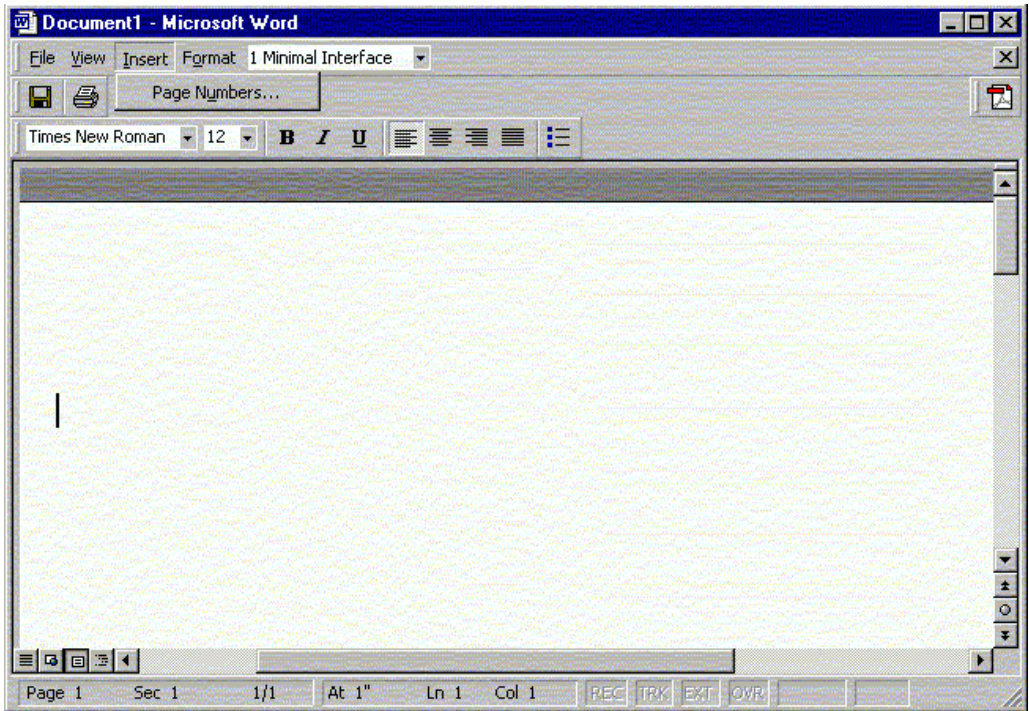 Document1 - Microsoft Word
File View Insert Format 1 Minimal Interface
Page Numbers...
Times New Roman 12 B I U
Page 1 Sec 1 1/1 At 1" Ln 1 Col 1 REC TRK EXT OVR